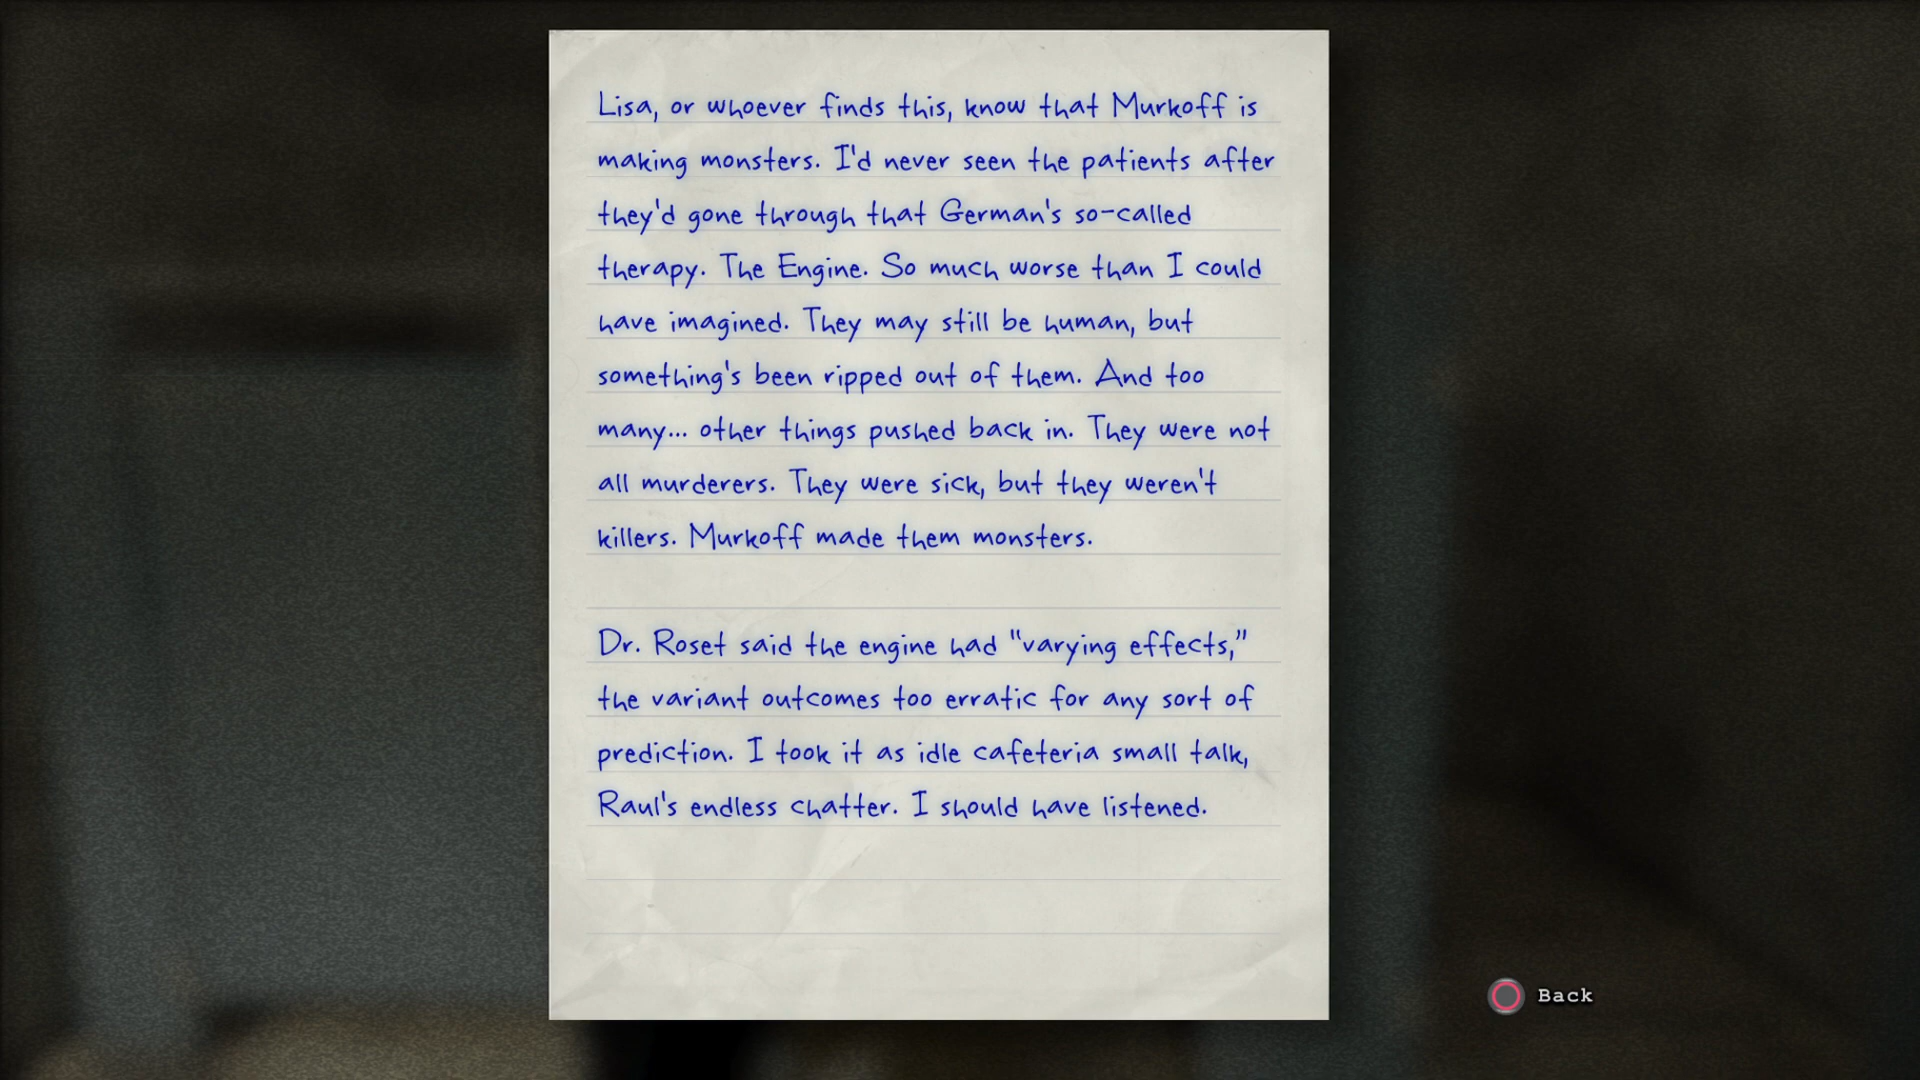 Lisa, or whoever finds this, know that Murkoff is
making monsters. I'd never seen the patients after
they'd gone through that German's so-called
therapy. The Engine. So much worse than I could
have imagined. They may still be human, but
something's been ripped out of them. And too
many... other things pushed back in. They were not
all murderers. They were sick, but they weren't
killers. Murkoff made them monsters.
Dr. Roset said the engine had "varying effects,"
the variant outcomes too erratic for any sort of
prediction. I took it as idle cafeteria small talk,
Raul's endless chatter. I should have listened.
Back